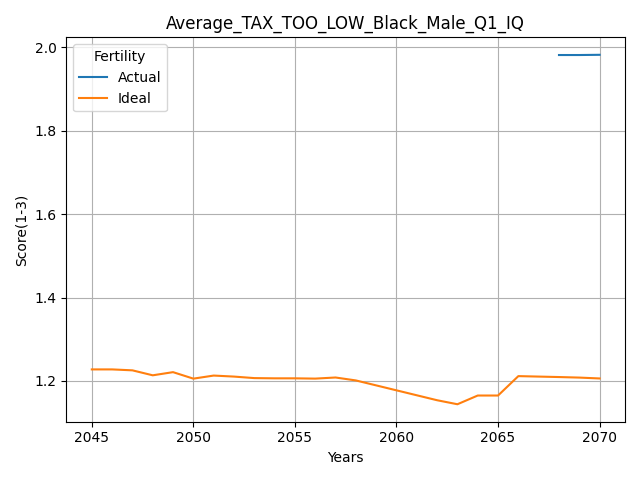 Average_TAX_TOO_LOW_Black_Male_Q1_IQ
Fertility
Actual
Ideal
Score(1-3)
2.0
1.8
1.6
1.4
1.2
2045 2050 2055 2060 2065 2070
Years